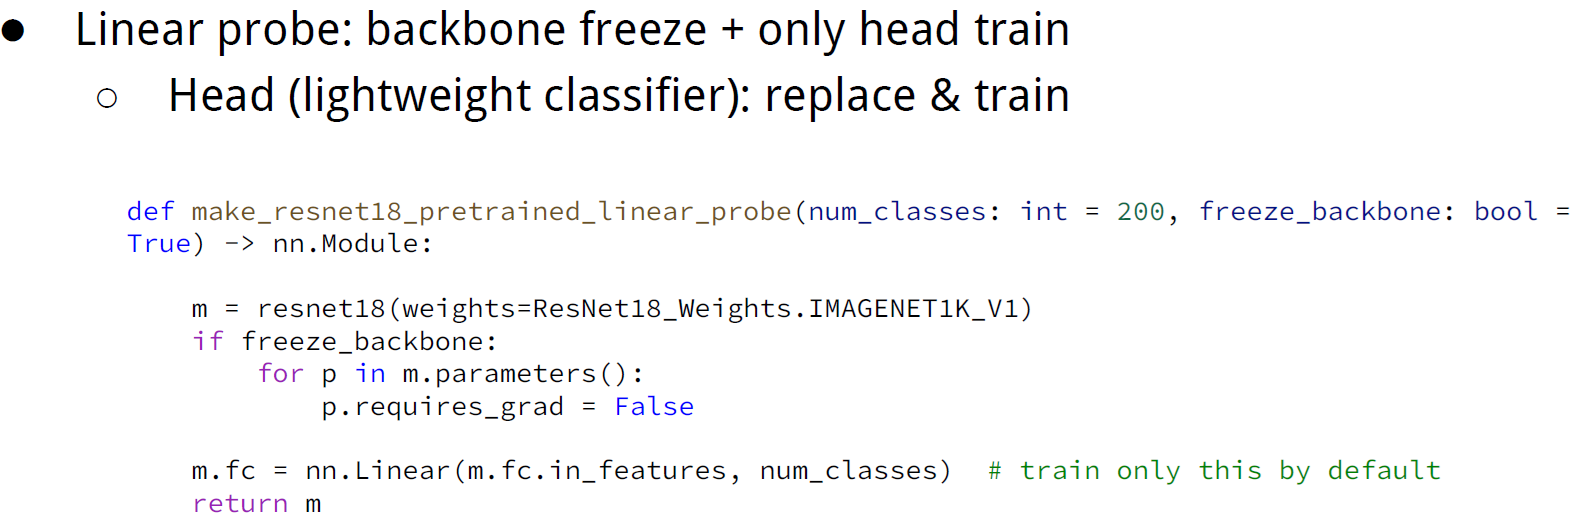 ● Linear probe: backbone freeze + only head train
○ Head (lightweight classifier): replace & train
def make_resnet18_pretrained_linear_probe(num_classes: int = 200, freeze_backbone: bool =
True) -> nn.Module:
m = resnet18(weights=ResNet18_Weights.IMAGENET1K_V1)
if freeze_backbone:
for p in m.parameters():
p.requires_grad = False
m.fc = nn.Linear(m.fc.in_features, num_classes)  # train only this by default
return m